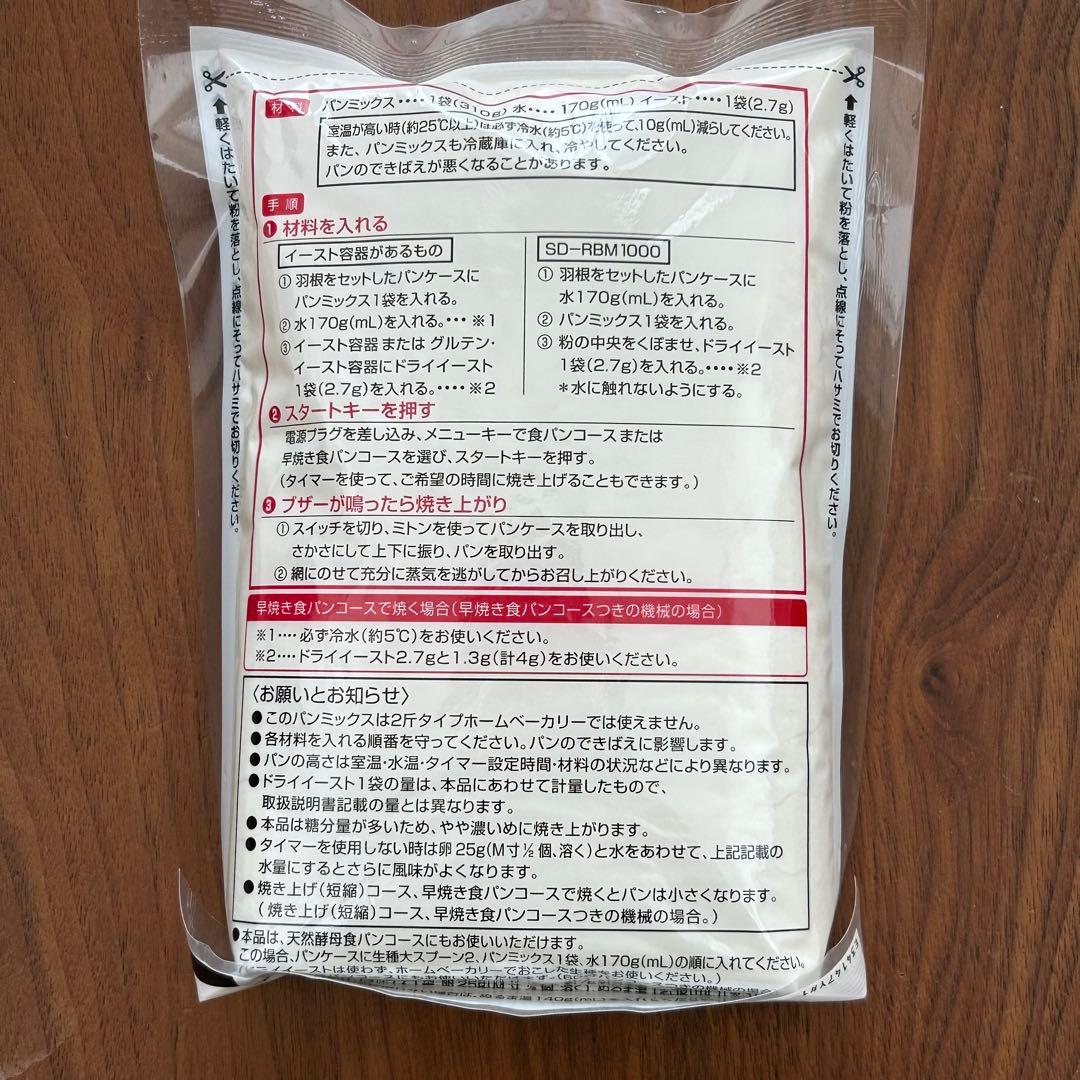 材料 パンミックス・・・・1袋(310g) 水・・・・170g(mL) イースト・・・・1袋(2.7g)
室温が高い時(約25℃以上)は必ず冷水(約5℃)を使って、10g(mL)減らしてください。
また、パンミックスも冷蔵庫に入れ、冷やしてください。
パンのできばえが悪くなることがあります。
手順
❶ 材料を入れる
イースト容器があるもの
① 羽根をセットしたパンケースに
パンミックス1袋を入れる。
② 水170g(mL)を入れる。・・・ ※1
③ イースト容器 または グルテン・
イースト容器にドライイースト
1袋(2.7g)を入れる。・・・・ ※2
SD-RBM1000
① 羽根をセットしたパンケースに
水170g(mL)を入れる。
② パンミックス1袋を入れる。
③ 粉の中央をくぼませ、ドライイースト
1袋(2.7g)を入れる。・・・・※2
＊水に触れないようにする。
❷ スタートキーを押す
電源プラグを差し込み、メニューキーで食パンコース または
早焼き食パンコースを選び、スタートキーを押す。
(タイマーを使って、ご希望の時間に焼き上げることもできます。)
❸ ブザーが鳴ったら焼き上がり
① スイッチを切り、ミトンを使ってパンケースを取り出し、
さかさにして上下に振り、パンを取り出す。
② 網にのせて充分に蒸気を逃がしてからお召し上がりください。
早焼き食パンコースで焼く場合(早焼き食パンコースつきの機械の場合)
※1・・・・必ず冷水(約5℃)をお使いください。
※2・・・・ドライイースト2.7gと1.3g(計4g)をお使いください。
〈お願いとお知らせ〉
●このパンミックスは2斤タイプホームベーカリーでは使えません。
●各材料を入れる順番を守ってください。パンのできばえに影響します。
●パンの高さは室温・水温・タイマー設定時間・材料の状況などにより異なります。
●ドライイースト1袋の量は、本品にあわせて計量したもので、
取扱説明書記載の量とは異なります。
●本品は糖分量が多いため、やや濃いめに焼き上がります。
●タイマーを使用しない時は卵25g(M寸½個、溶く)と水をあわせて、上記記載の
水量にするとさらに風味がよくなります。
●焼き上げ(短縮)コース、早焼き食パンコースで焼くとパンは小さくなります。
(焼き上げ(短縮)コース、早焼き食パンコースつきの機械の場合。)
●本品は、天然酵母食パンコースにもお使いいただけます。
この場合、パンケースに生種大スプーン2、パンミックス1袋、水170g(mL)の順に入れてください。
(ドライイーストは使わず、ホームベーカリーでおこした生種をお使いください。)
⬆軽くはたいて粉を落とし、点線にそってハサミでお切りください。
⬆軽くはたいて粉を落とし、点線にそってハサミでお切りください。